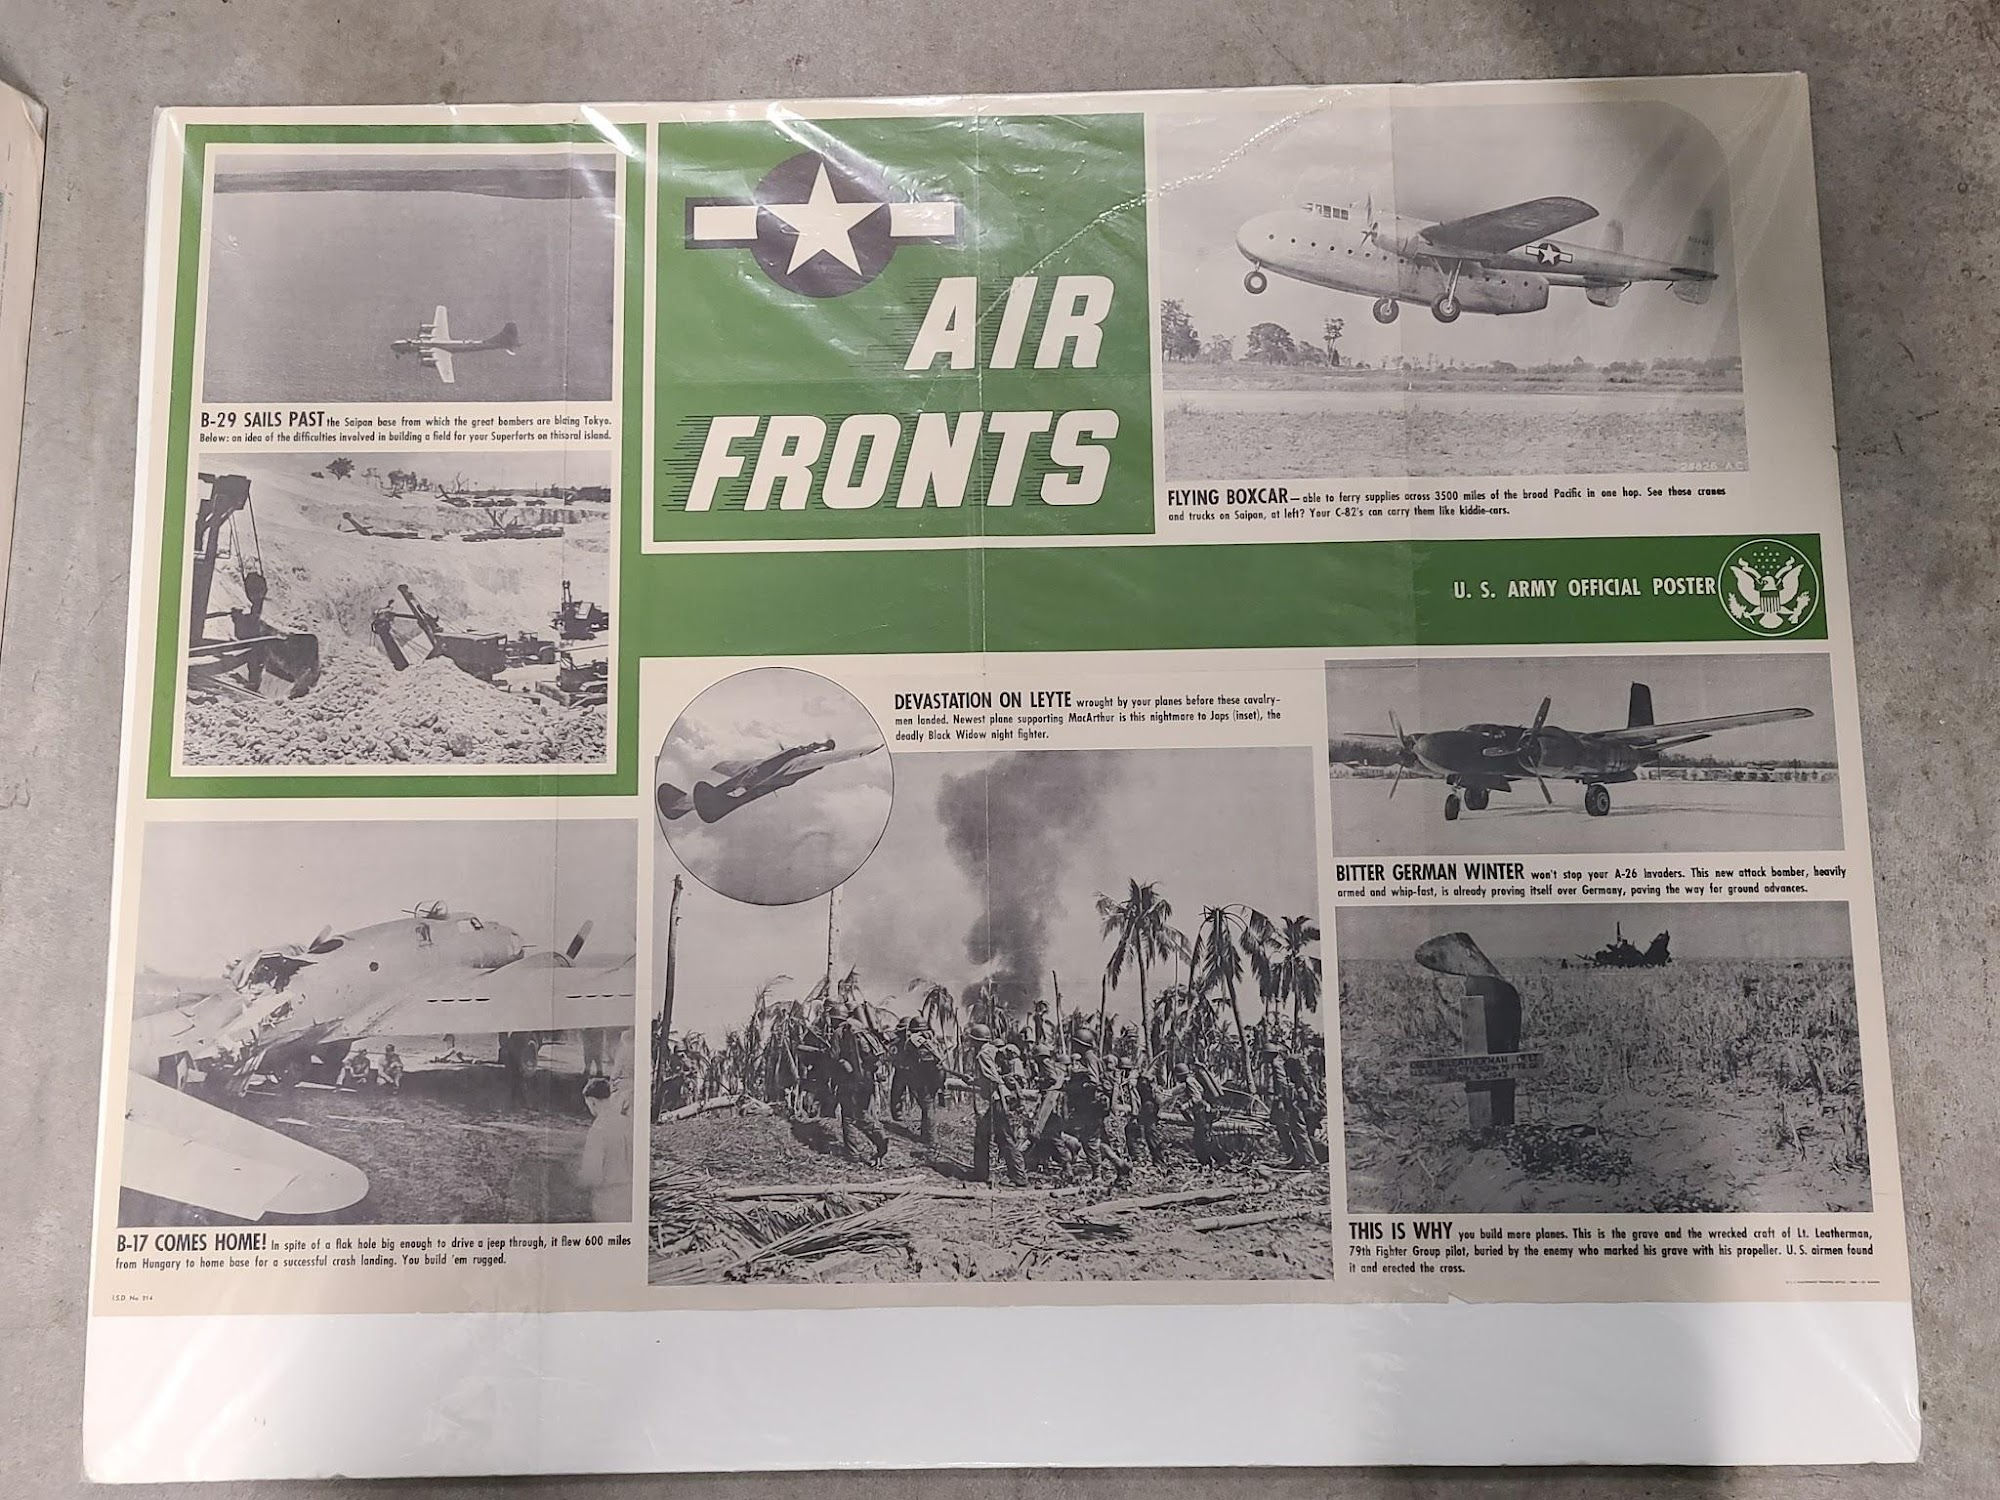 AIR
FRONTS
B-29 SAILS PAST the Saipan base from which the great bombers are blasting Tokyo.
Below: an idea of the difficulties involved in building a field for your Superforts on this coral island.
28826 A.C.
FLYING BOXCAR — able to ferry supplies across 3500 miles of the broad Pacific in one hop. See those cranes
and trucks on Saipan, at left? Your C-82's can carry them like kiddie-cars.
U. S. ARMY OFFICIAL POSTER
DEVASTATION ON LEYTE wrought by your planes before these cavalry-
men landed. Newest plane supporting MacArthur is this nightmare to Japs (inset), the
deadly Black Widow night fighter.
BITTER GERMAN WINTER won't stop your A-26 Invaders. This new attack bomber, heavily
armed and whip-fast, is already proving itself over Germany, paving the way for ground advances.
B-17 COMES HOME! In spite of a flak hole big enough to drive a jeep through, it flew 600 miles
from Hungary to home base for a successful crash landing. You build 'em rugged.
THIS IS WHY you build more planes. This is the grave and the wrecked craft of Lt. Leatherman,
79th Fighter Group pilot, buried by the enemy who marked his grave with his propeller. U. S. airmen found
it and erected the cross.
I.S.D. No. 214